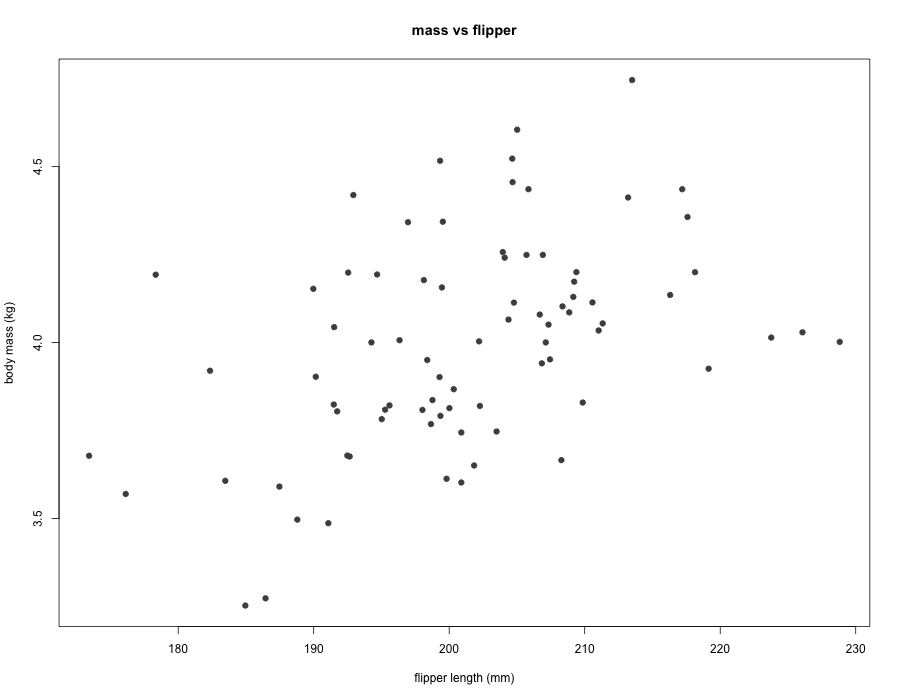 mass vs flipper
body mass (kg)
4.5
4.0
3.5
180 190 200 210 220 230
flipper length (mm)